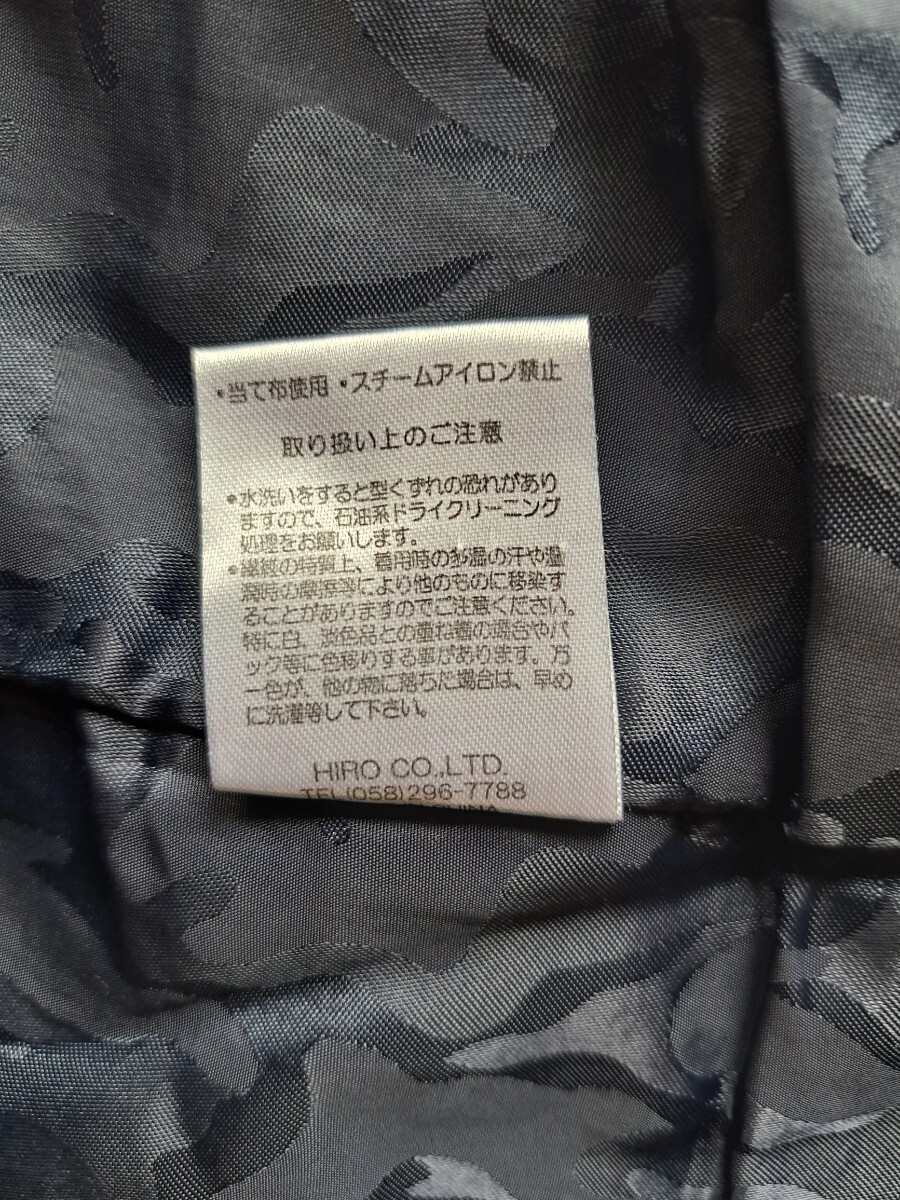 ・当て布使用 ・スチームアイロン禁止
取り扱い上のご注意
・水洗いをすると型くずれの恐れがあり
ますので、石油系ドライクリーニング
処理をお願いします。
・繊維の特質上、着用時の多湿の汗や湿
潤時の摩擦等により他のものに移染す
ることがありますのでご注意ください。
特に白、淡色品との重ね着の場合やバ
ック等に色移りする事があります。万
一色が、他の物に落ちた場合は、早め
に洗濯等して下さい。
HIRO CO.,LTD.
TEL(058)296-7788
CHINA